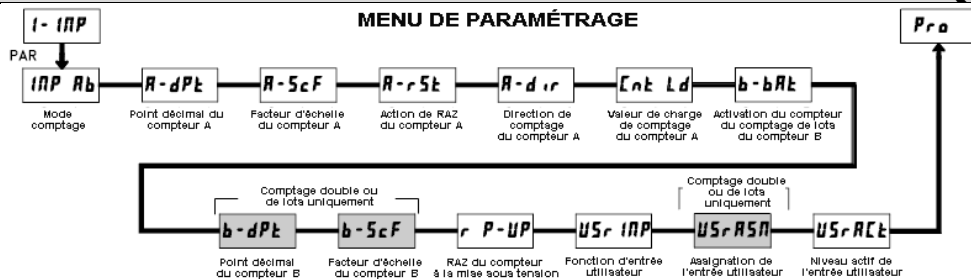 MENU DE PARAMÉTRAGE
1-INP
Pro
PAR
INP Ab
A-dPt
A-ScF
A-rSt
A-dir
Cnt Ld
b-bAt
Mode
comptage
Point décimal du
compteur A
Facteur d'échelle
du compteur A
Action de RAZ
du compteur A
Direction de
comptage
du compteur A
Valeur de charge
de comptage
du compteur A
Activation du compteur
du comptage de lots
du compteur B
Comptage double ou
de lots uniquement
Comptage double
ou de lots
uniquement
b-dPt
b-ScF
r P-UP
USr INP
USrASN
USrACt
Point décimal
du compteur B
Facteur d'échelle
du compteur B
RAZ du compteur
à la mise sous tension
Fonction d'entrée
utilisateur
Assignation de
l'entrée utilisateur
Niveau actif de
l'entrée utilisateur